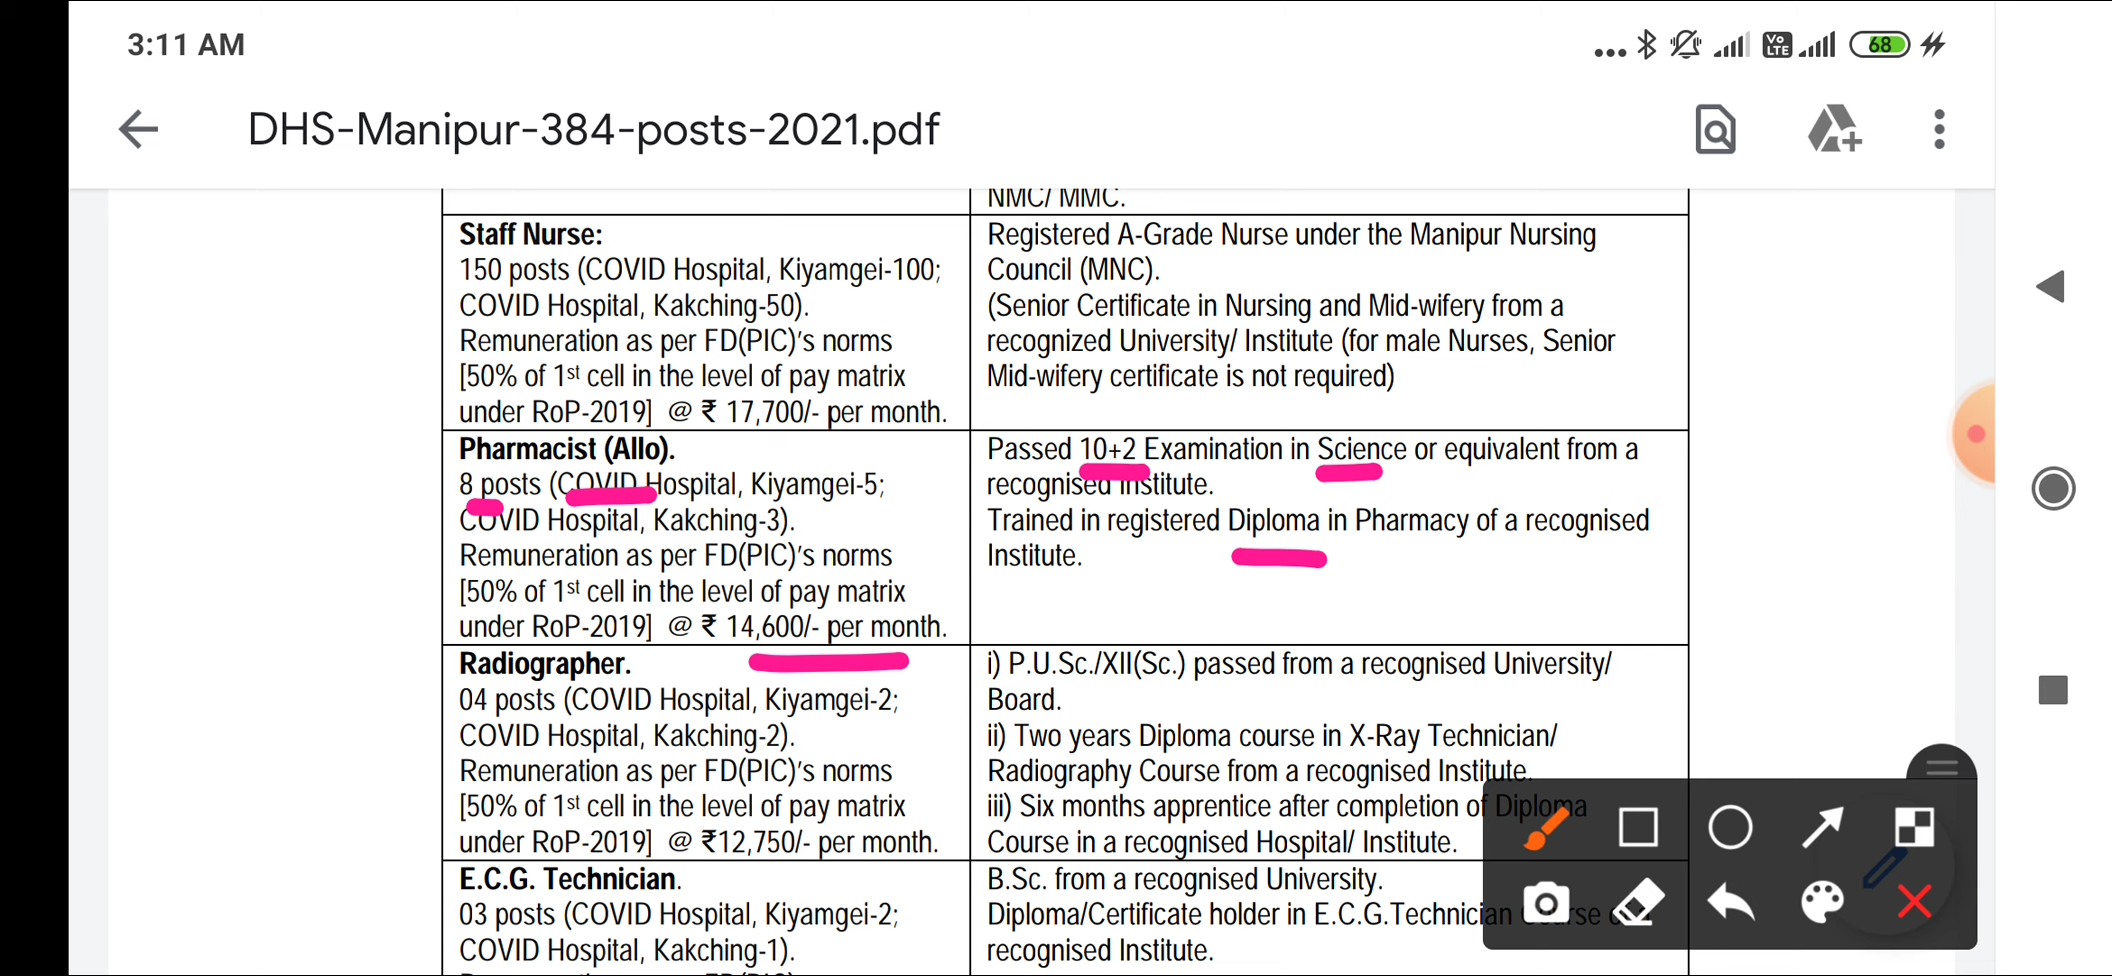 3:11 AM
Vo LTE
68
DHS-Manipur-384-posts-2021.pdf
NMC/ MMC.
Staff Nurse:
150 posts (COVID Hospital, Kiyamgei-100;
COVID Hospital, Kakching-50).
Remuneration as per FD(PIC)'s norms
[50% of 1st cell in the level of pay matrix
under RoP-2019] @ ₹ 17,700/- per month.
Registered A-Grade Nurse under the Manipur Nursing
Council (MNC).
(Senior Certificate in Nursing and Mid-wifery from a
recognized University/ Institute (for male Nurses, Senior
Mid-wifery certificate is not required)
Pharmacist (Allo).
8 posts (COVID Hospital, Kiyamgei-5;
COVID Hospital, Kakching-3).
Remuneration as per FD(PIC)'s norms
[50% of 1st cell in the level of pay matrix
under RoP-2019] @ ₹ 14,600/- per month.
Passed 10+2 Examination in Science or equivalent from a
recognised Institute.
Trained in registered Diploma in Pharmacy of a recognised
Institute.
Radiographer.
04 posts (COVID Hospital, Kiyamgei-2;
COVID Hospital, Kakching-2).
Remuneration as per FD(PIC)'s norms
[50% of 1st cell in the level of pay matrix
under RoP-2019] @ ₹12,750/- per month.
i) P.U.Sc./XII(Sc.) passed from a recognised University/
Board.
ii) Two years Diploma course in X-Ray Technician/
Radiography Course from a recognised Institute.
iii) Six months apprentice after completion of Diploma
Course in a recognised Hospital/ Institute.
E.C.G. Technician.
03 posts (COVID Hospital, Kiyamgei-2;
COVID Hospital, Kakching-1).
B.Sc. from a recognised University.
Diploma/Certificate holder in E.C.G.Technician
recognised Institute.